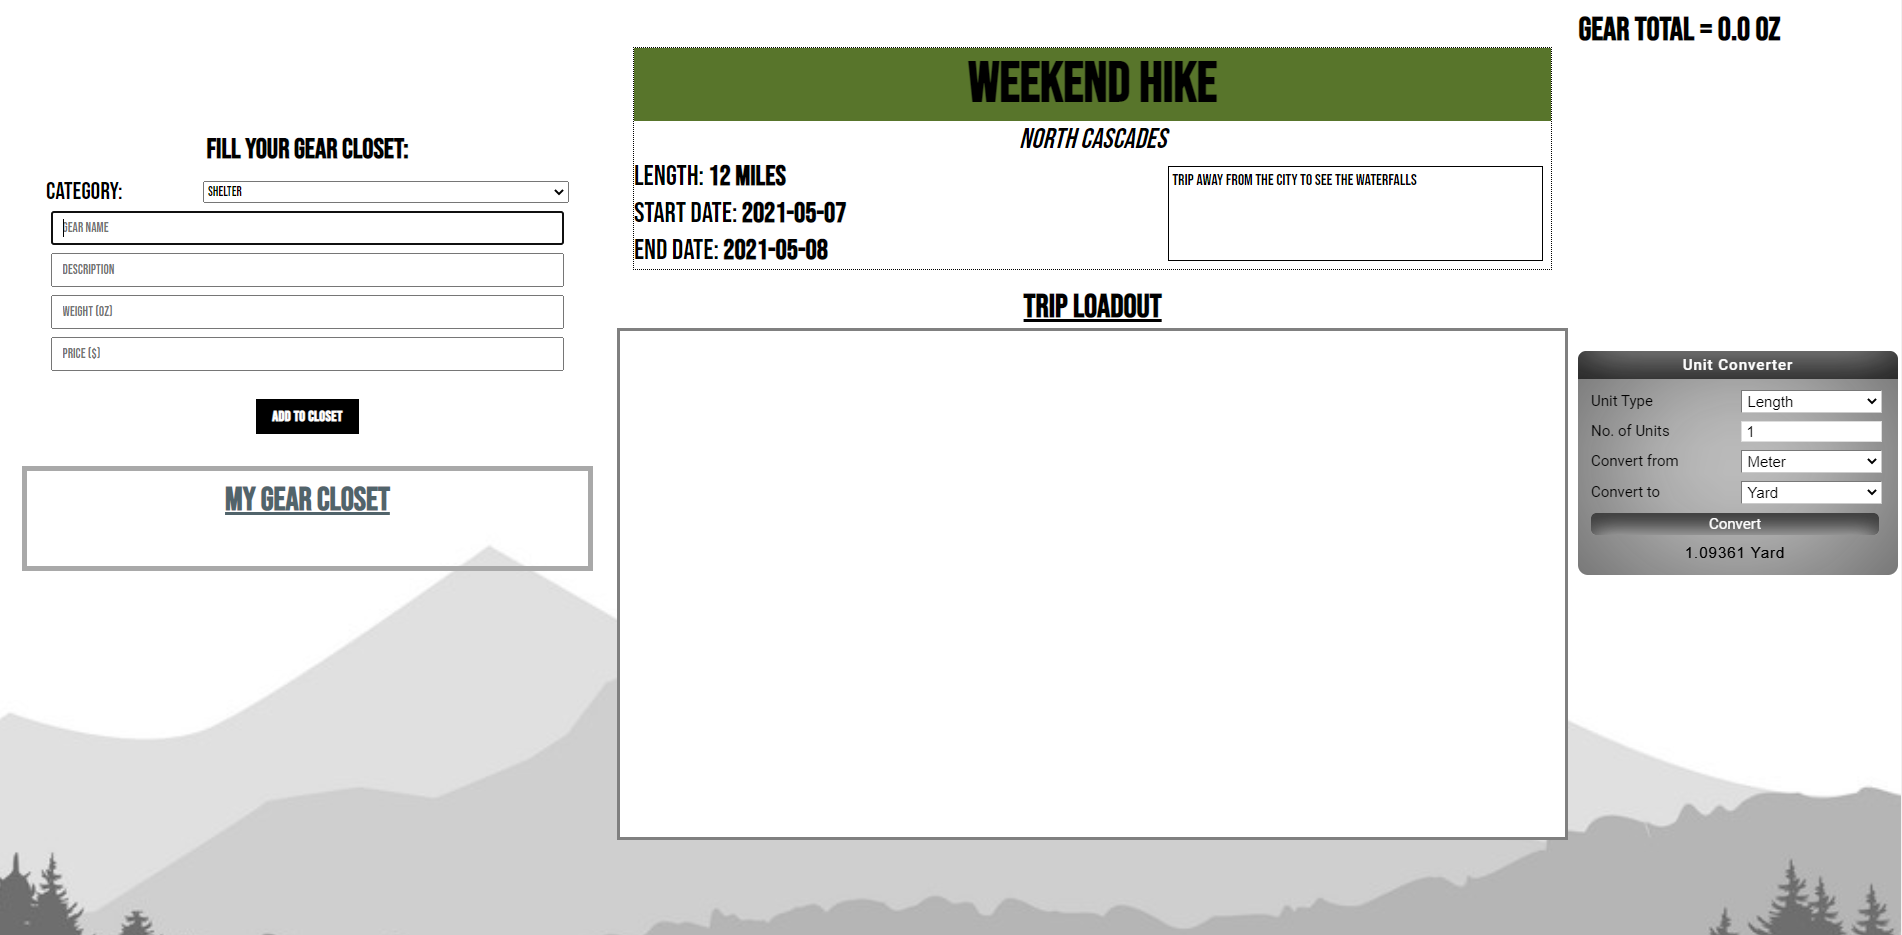 GEAR TOTAL = 0.0 OZ
WEEKEND HIKE
NORTH CASCADES
LENGTH: 12 MILES
START DATE: 2021-05-07
END DATE: 2021-05-08
TRIP AWAY FROM THE CITY TO SEE THE WATERFALLS
FILL YOUR GEAR CLOSET:
CATEGORY: SHELTER
GEAR NAME
DESCRIPTION
WEIGHT (OZ)
PRICE ($)
ADD TO CLOSET
MY GEAR CLOSET
TRIP LOADOUT
Unit Converter
Unit Type Length
No. of Units 1
Convert from Meter
Convert to Yard
Convert
1.09361 Yard